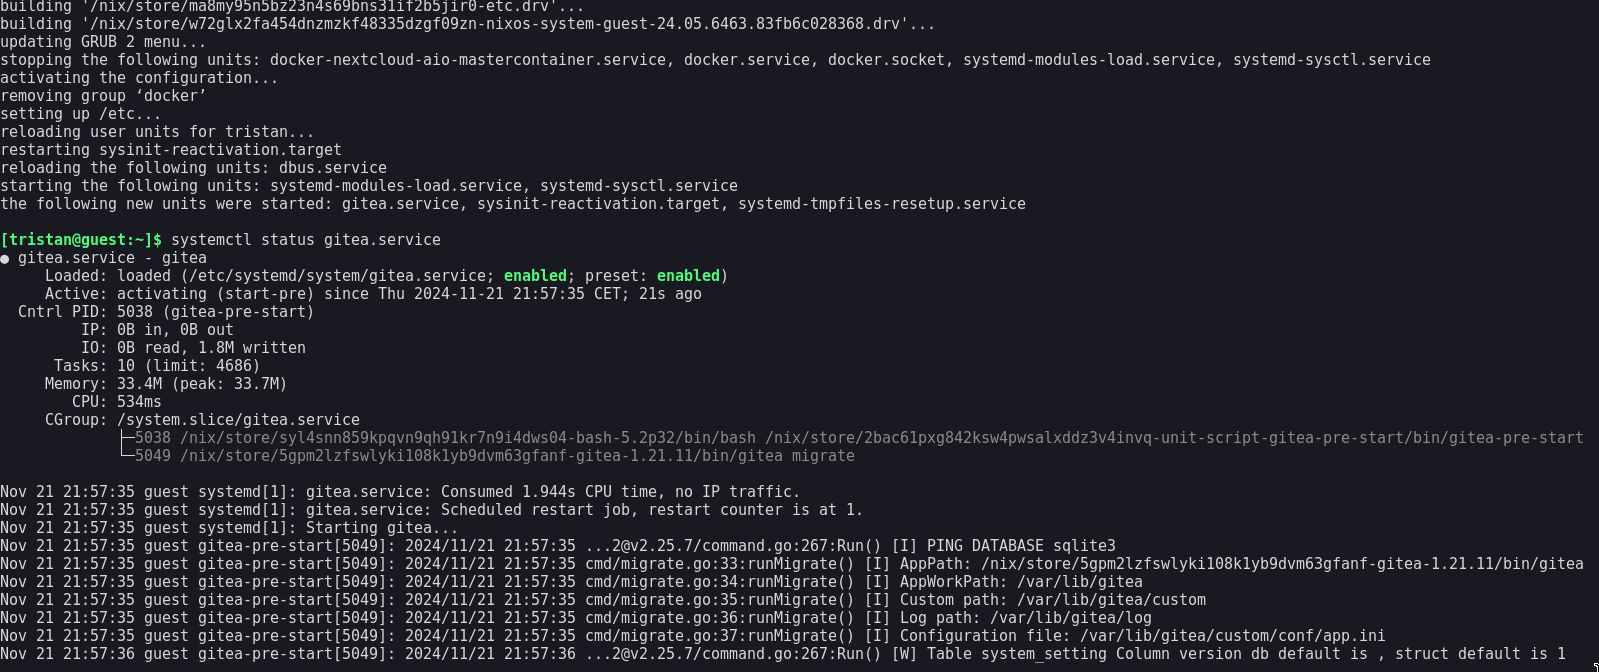 building '/nix/store/ma8my95n5bz23n4s69bns31if2b5jir0-etc.drv'...
building '/nix/store/w72glx2fa454dnzmzkf48335dzgf09zn-nixos-system-guest-24.05.6463.83fb6c028368.drv'...
updating GRUB 2 menu...
stopping the following units: docker-nextcloud-aio-mastercontainer.service, docker.service, docker.socket, systemd-modules-load.service, systemd-sysctl.service
activating the configuration...
removing group ‘docker’
setting up /etc...
reloading user units for tristan...
restarting sysinit-reactivation.target
reloading the following units: dbus.service
starting the following units: systemd-modules-load.service, systemd-sysctl.service
the following new units were started: gitea.service, sysinit-reactivation.target, systemd-tmpfiles-resetup.service
[tristan@guest:~]$ systemctl status gitea.service
● gitea.service - gitea
Loaded: loaded (/etc/systemd/system/gitea.service; enabled; preset: enabled)
Active: activating (start-pre) since Thu 2024-11-21 21:57:35 CET; 21s ago
Cntrl PID: 5038 (gitea-pre-start)
IP: 0B in, 0B out
IO: 0B read, 1.8M written
Tasks: 10 (limit: 4686)
Memory: 33.4M (peak: 33.7M)
CPU: 534ms
CGroup: /system.slice/gitea.service
├─5038 /nix/store/syl4snn859kpqvn9qh91kr7n9i4dws04-bash-5.2p32/bin/bash /nix/store/2bac61pxg842ksw4pwsalxddz3v4invq-unit-script-gitea-pre-start/bin/gitea-pre-start
└─5049 /nix/store/5gpm2lzfswlyki108k1yb9dvm63gfanf-gitea-1.21.11/bin/gitea migrate
Nov 21 21:57:35 guest systemd[1]: gitea.service: Consumed 1.944s CPU time, no IP traffic.
Nov 21 21:57:35 guest systemd[1]: gitea.service: Scheduled restart job, restart counter is at 1.
Nov 21 21:57:35 guest systemd[1]: Starting gitea...
Nov 21 21:57:35 guest gitea-pre-start[5049]: 2024/11/21 21:57:35 ...2@v2.25.7/command.go:267:Run() [I] PING DATABASE sqlite3
Nov 21 21:57:35 guest gitea-pre-start[5049]: 2024/11/21 21:57:35 cmd/migrate.go:33:runMigrate() [I] AppPath: /nix/store/5gpm2lzfswlyki108k1yb9dvm63gfanf-gitea-1.21.11/bin/gitea
Nov 21 21:57:35 guest gitea-pre-start[5049]: 2024/11/21 21:57:35 cmd/migrate.go:34:runMigrate() [I] AppWorkPath: /var/lib/gitea
Nov 21 21:57:35 guest gitea-pre-start[5049]: 2024/11/21 21:57:35 cmd/migrate.go:35:runMigrate() [I] Custom path: /var/lib/gitea/custom
Nov 21 21:57:35 guest gitea-pre-start[5049]: 2024/11/21 21:57:35 cmd/migrate.go:36:runMigrate() [I] Log path: /var/lib/gitea/log
Nov 21 21:57:35 guest gitea-pre-start[5049]: 2024/11/21 21:57:35 cmd/migrate.go:37:runMigrate() [I] Configuration file: /var/lib/gitea/custom/conf/app.ini
Nov 21 21:57:36 guest gitea-pre-start[5049]: 2024/11/21 21:57:36 ...2@v2.25.7/command.go:267:Run() [W] Table system_setting Column version db default is , struct default is 1